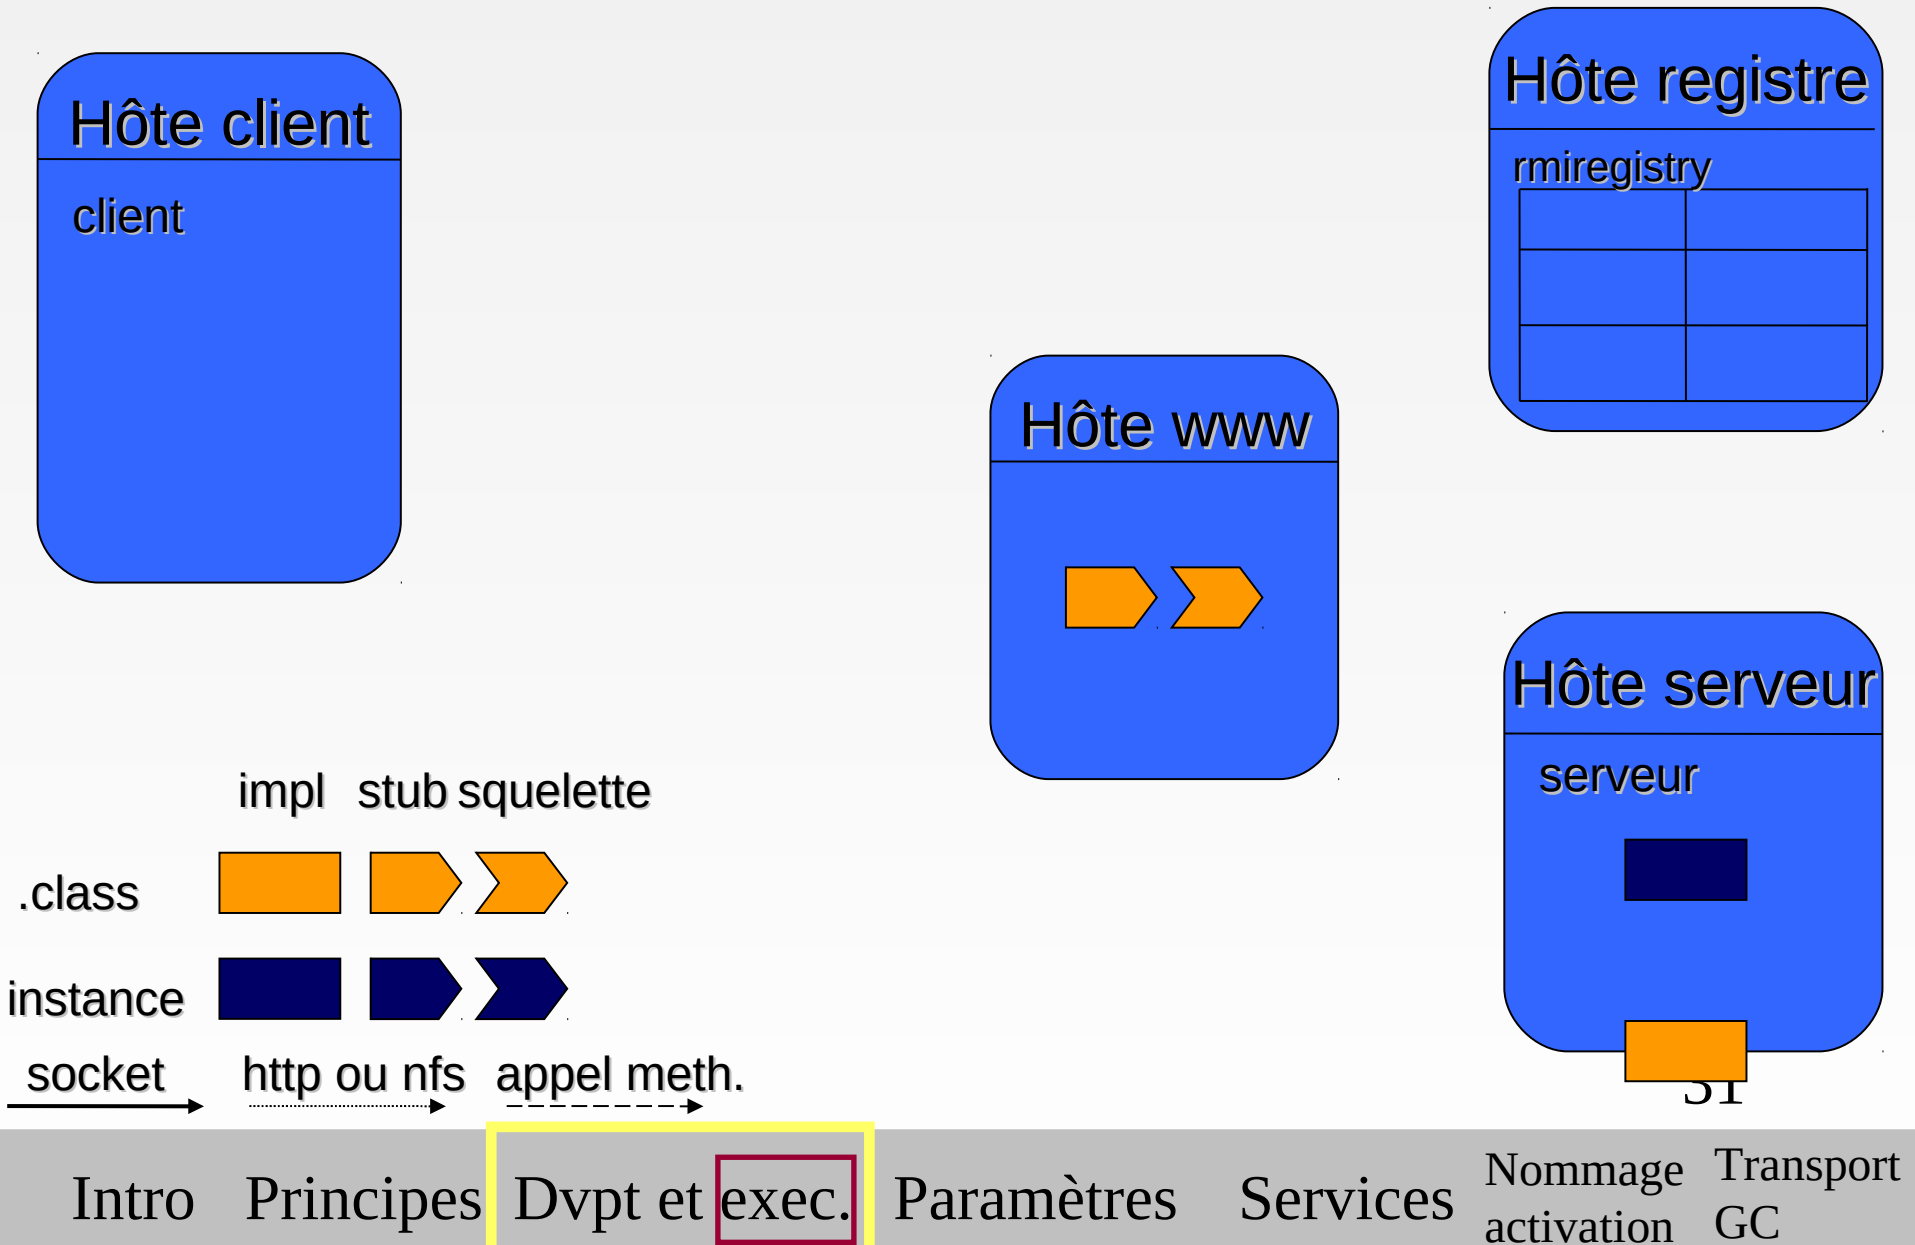 Hôte client
client
Hôte registre
rmiregistry
Hôte www
Hôte serveur
serveur
impl stub squelette
.class
instance
socket http ou nfs appel meth.
31
Intro Principes Dvpt et exec. Paramètres Services
Nommage
activation
Transport
GC